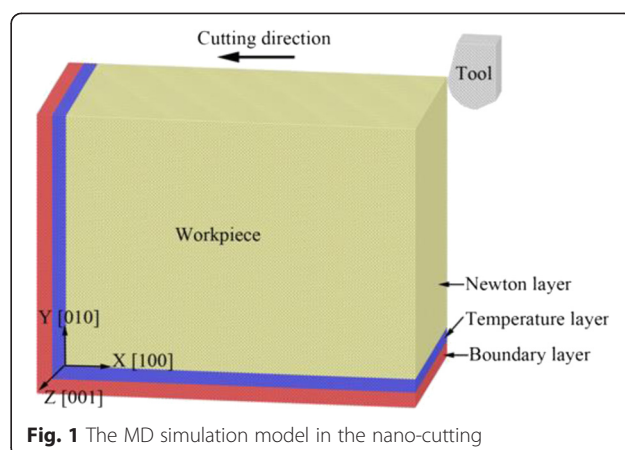 Cutting direction
Tool
Workpiece
Newton layer
Temperature layer
Boundary layer
Y [010]
X [100]
Z [001]
Fig. 1 The MD simulation model in the nano-cutting